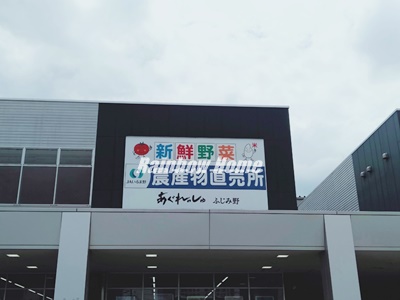 新鮮野菜
Rainbow Home
農産物直売所
あぐれっしゅ ふじみ野